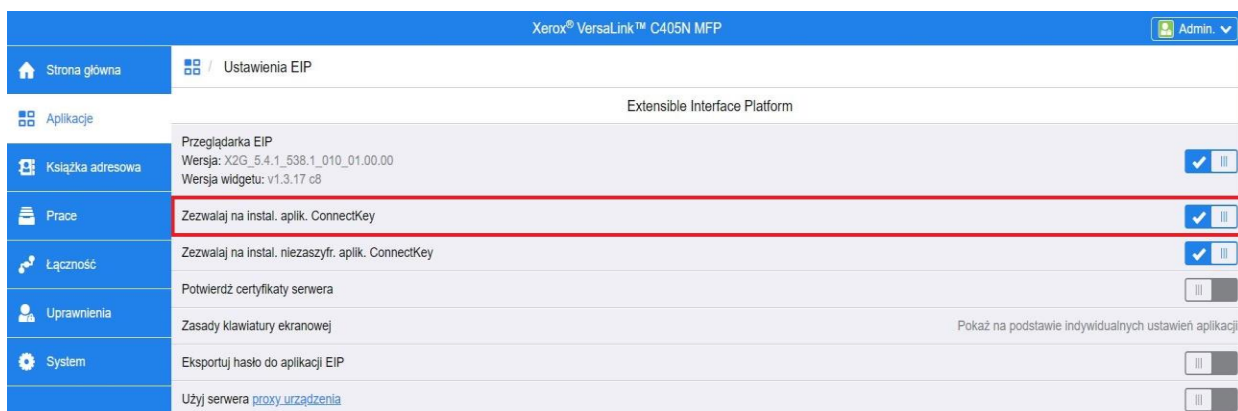 Xerox® VersaLink™ C405N MFP
Admin.
Strona główna
/ Ustawienia EIP
Extensible Interface Platform
Aplikacje
Przeglądarka EIP
Wersja: X2G_5.4.1_538.1_010_01.00.00
Wersja widgetu: v1.3.17 c8
Książka adresowa
Prace
Zezwalaj na instal. aplik. ConnectKey
Zezwalaj na instal. niezaszyfr. aplik. ConnectKey
Łączność
Potwierdź certyfikaty serwera
Uprawnienia
Zasady klawiatury ekranowej
Pokaż na podstawie indywidualnych ustawień aplikacji
System
Eksportuj hasło do aplikacji EIP
Użyj serwera proxy urządzenia